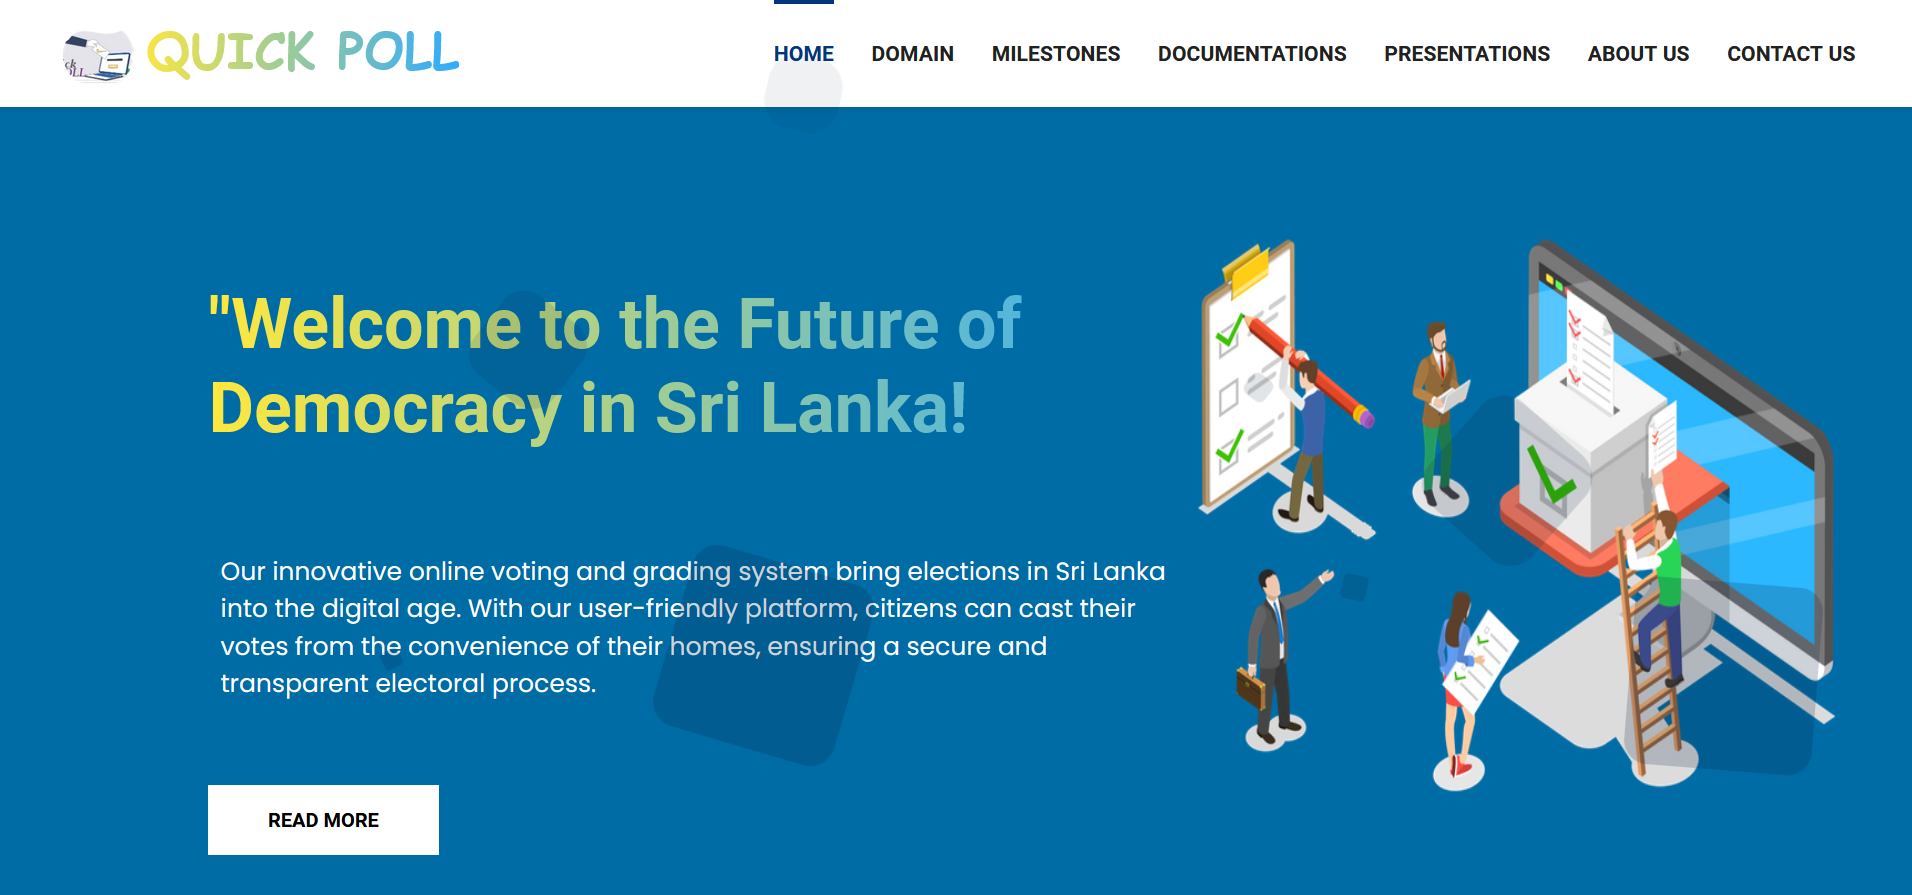 QUICK POLL
HOME DOMAIN MILESTONES DOCUMENTATIONS PRESENTATIONS ABOUT US CONTACT US
"Welcome to the Future of
Democracy in Sri Lanka!
Our innovative online voting and grading system bring elections in Sri Lanka
into the digital age. With our user-friendly platform, citizens can cast their
votes from the convenience of their homes, ensuring a secure and
transparent electoral process.
READ MORE